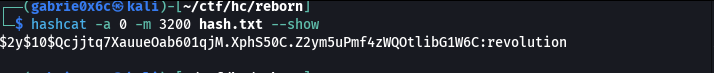 ┌──(gabrie0x6c㉿kali)-[~/ctf/hc/reborn]
└─$ hashcat -a 0 -m 3200 hash.txt --show
$2y$10$Qcjjtq7XauueOab601qjM.XphS50C.Z2ym5uPmf4zWQOtlibG1W6C:revolution